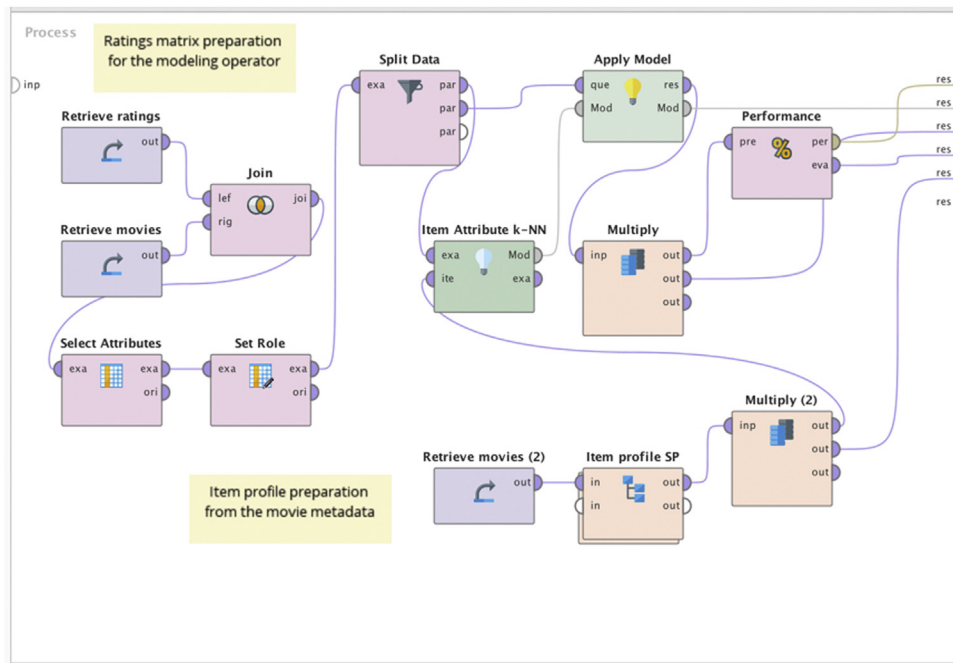 Process
Ratings matrix preparation
for the modeling operator
inp
Split Data
exa par
par
par
Apply Model
que res
Mod Mod
res
res
res
res
res
res
Performance
pre per
eva
Retrieve ratings
out
Join
lef joi
rig
Retrieve movies
out
Item Attribute k-NN
exa Mod
ite exa
Multiply
inp out
out
out
Select Attributes
exa exa
ori
Set Role
exa exa
ori
Multiply (2)
inp out
out
out
Retrieve movies (2)
out
Item profile SP
in out
in out
Item profile preparation
from the movie metadata